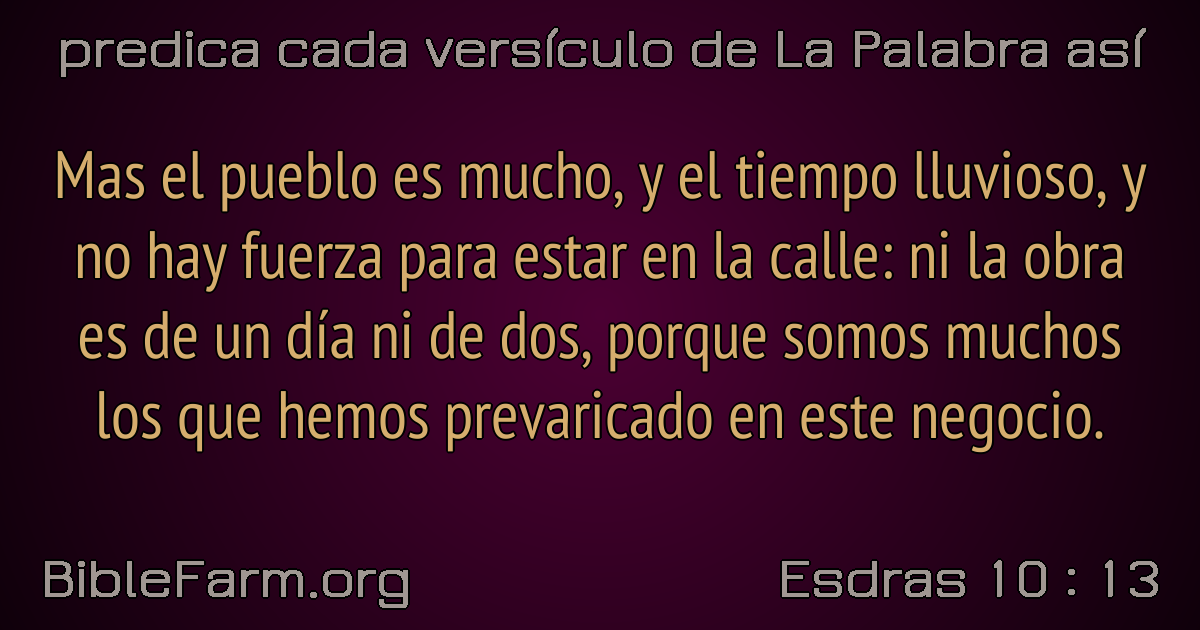 predica cada versículo de La Palabra así
Mas el pueblo es mucho, y el tiempo lluvioso, y
no hay fuerza para estar en la calle: ni la obra
es de un día ni de dos, porque somos muchos
los que hemos prevaricado en este negocio.
BibleFarm.org
Esdras 10 : 13